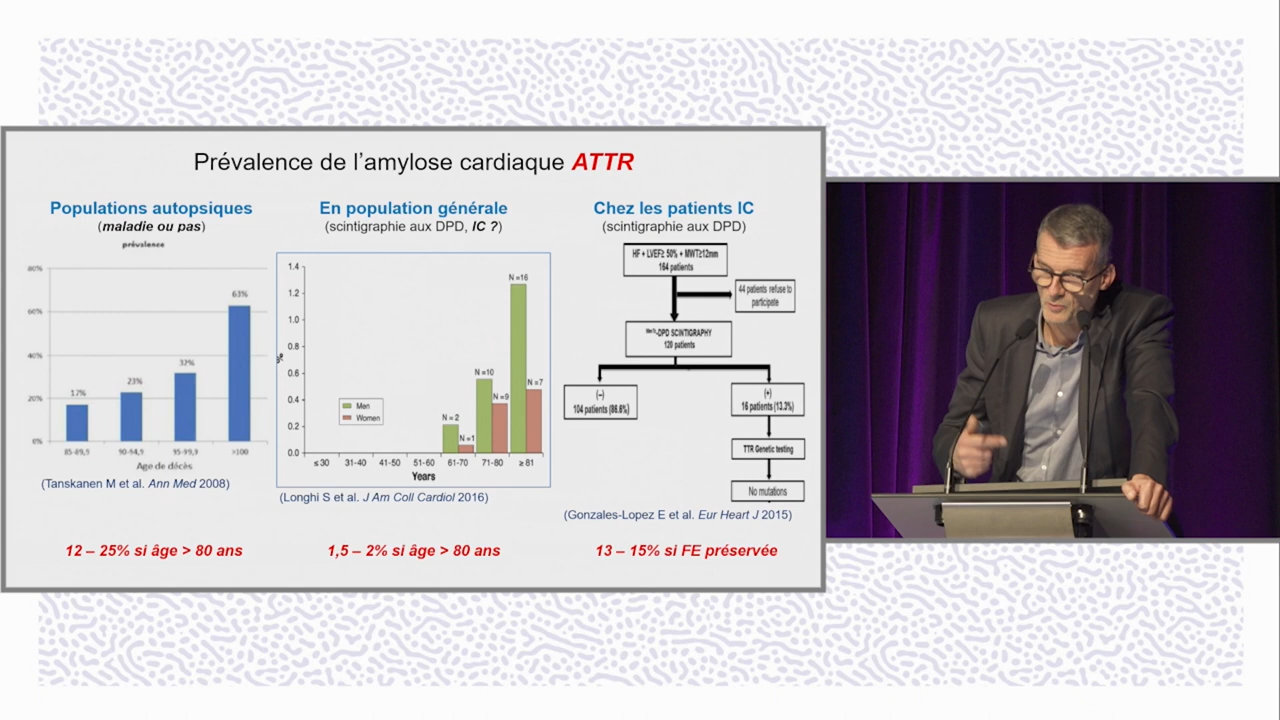 Prévalence de l’amylose cardiaque ATTR
Populations autopsiques
(maladie ou pas)
prévalence
80%
60%
40%
20%
0%
17%
23%
32%
63%
85-89,9
90-94,9
95-99,9
>100
Age de décès
(Tanskanen M et al. Ann Med 2008)
12 – 25% si âge > 80 ans
En population générale
(scintigraphie aux DPD, IC ?)
1.4
1.2
1.0
0.8
0.6
0.4
0.2
0.0
%
N =2
N =1
N =10
N =9
N =16
N =7
Men
Women
≤30
31-40
41-50
51-60
61-70
71-80
≥ 81
Years
(Longhi S et al. J Am Coll Cardiol 2016)
1,5 – 2% si âge > 80 ans
Chez les patients IC
(scintigraphie aux DPD)
HF + LVEF≥ 50% + MWT≥12mm
164 patients
44 patients refuse to
participate
99mTc-DPD SCINTIGRAPHY
120 patients
(–)
104 patients (86.6%)
(+)
16 patients (13.3%)
TTR Genetic testing
No mutations
(Gonzales-Lopez E et al. Eur Heart J 2015)
13 – 15% si FE préservée